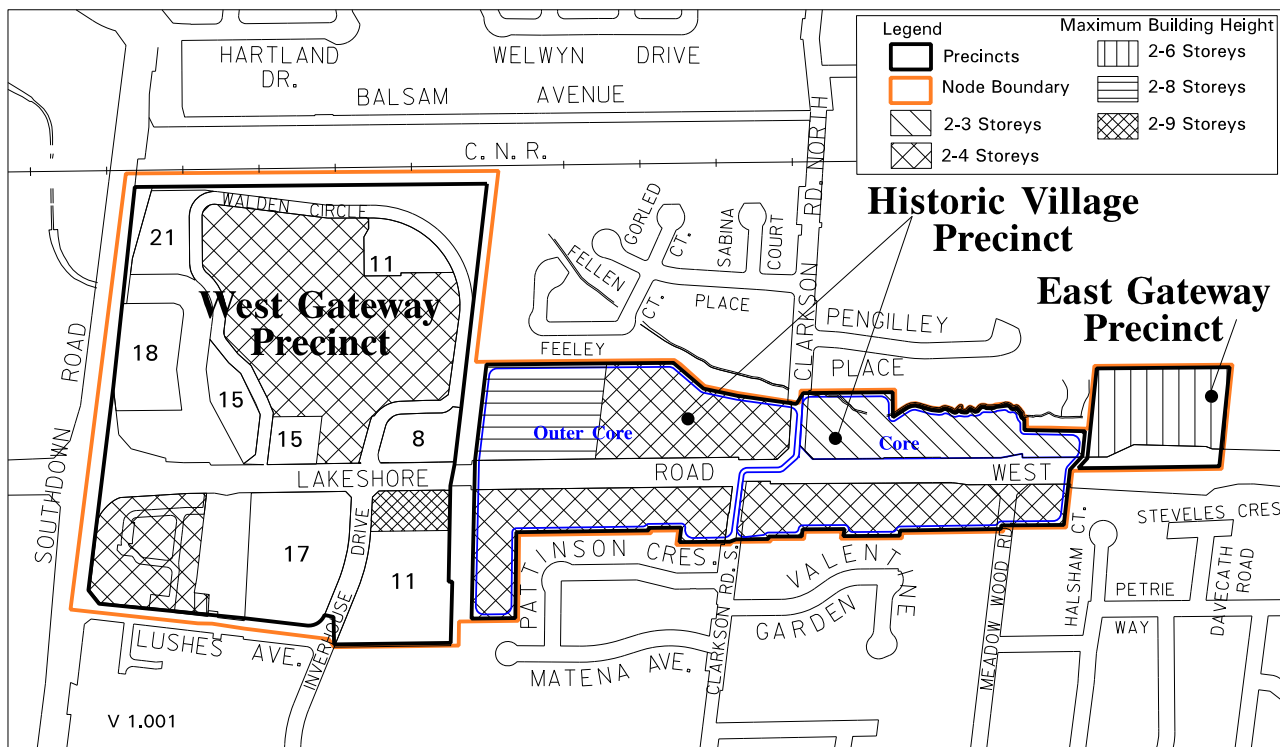 HARTLAND
DR.
WELWYN DRIVE
BALSAM AVENUE
C. N. R.
Legend
Precincts
Node Boundary
2-3 Storeys
2-4 Storeys
Maximum Building Height
2-6 Storeys
2-8 Storeys
2-9 Storeys
SOUTHDOWN ROAD
WALDEN CIRCLE
21
11
18
15
15
8
West Gateway
Precinct
GORLED
CT.
SABINA
COURT
FELLEN
CT.
PLACE
FEELEY
CLARKSON RD. NORTH
Historic Village
Precinct
PENGILLEY
PLACE
East Gateway
Precinct
Outer Core
Core
LAKESHORE ROAD WEST
17
11
INVERHOUSE DRIVE
LUSHES AVE.
PATTINSON CRES.
MATENA AVE.
CLARKSON RD. S.
VALENTINE
GARDEN
MEADOW WOOD RD.
HALSHAM CT.
STEVELES CRES
PETRIE
WAY
DAVECATH
ROAD
V 1.001